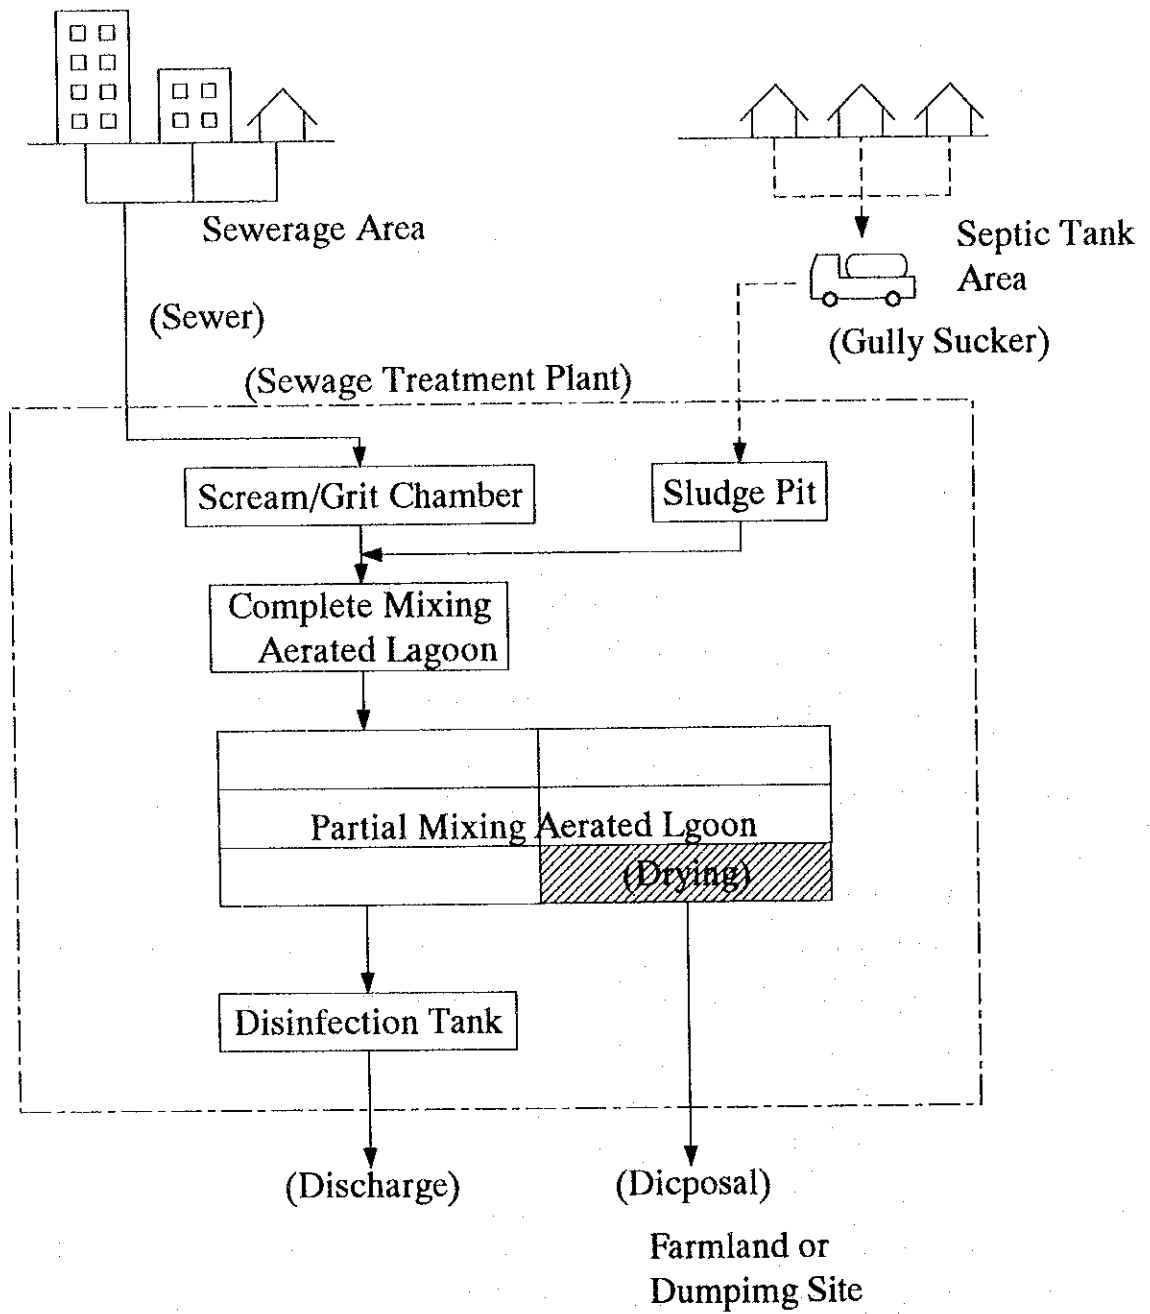 Sewerage Area
Septic Tank
Area
(Sewer)
(Gully Sucker)
(Sewage Treatment Plant)
Scream/Grit Chamber
Sludge Pit
Complete Mixing
Aerated Lagoon
Partial Mixing Aerated Lgoon
(Drying)
Disinfection Tank
(Discharge)
(Dicposal)
Farmland or
Dumpimg Site